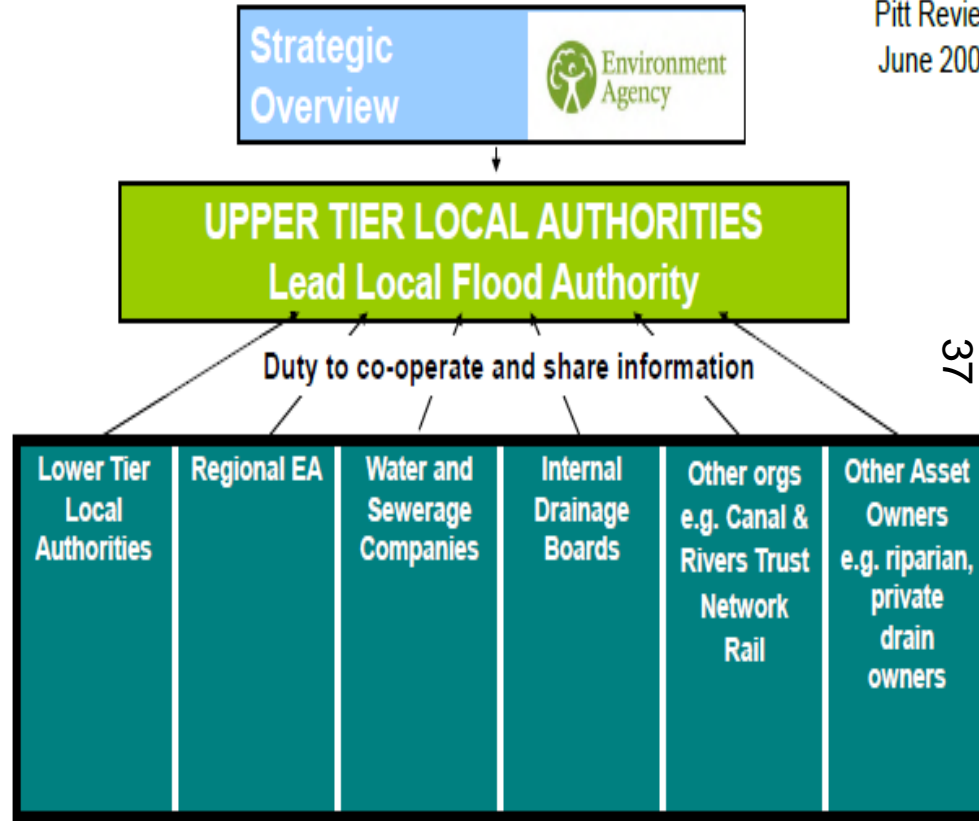 Pitt Revie
June 200
Strategic
Overview
Environment
Agency
UPPER TIER LOCAL AUTHORITIES
Lead Local Flood Authority
Duty to co-operate and share information
37
Lower Tier
Local
Authorities
Regional EA
Water and
Sewerage
Companies
Internal
Drainage
Boards
Other orgs
e.g. Canal &
Rivers Trust
Network
Rail
Other Asset
Owners
e.g. riparian,
private
drain
owners